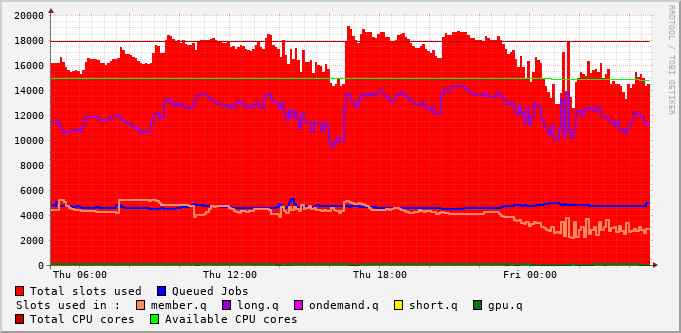 RRDTOOL / TOBI OETIKER
20000
18000
16000
14000
12000
10000
8000
6000
4000
2000
0
Thu 06:00 Thu 12:00 Thu 18:00 Fri 00:00
Total slots used Queued Jobs
Slots used in : member.q long.q ondemand.q short.q gpu.q
Total CPU cores Available CPU cores